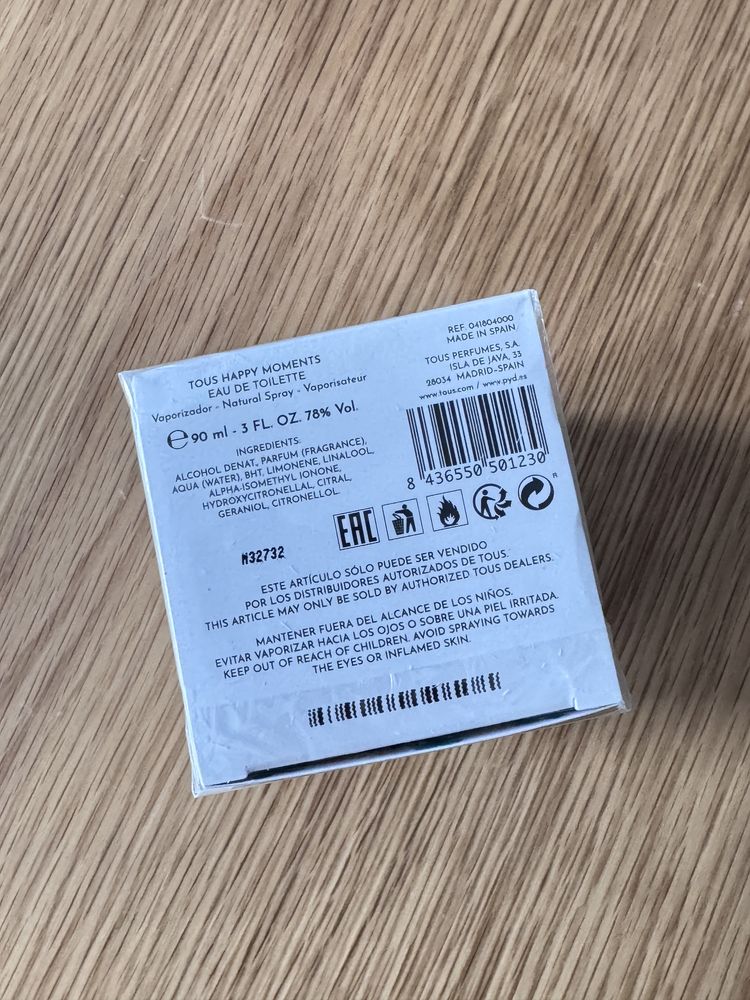 TOUS HAPPY MOMENTS
EAU DE TOILETTE
Vaporizador - Natural Spray - Vaporisateur
℮ 90 ml - 3 FL. OZ. 78% Vol.
INGREDIENTS:
ALCOHOL DENAT, PARFUM (FRAGRANCE),
AQUA (WATER), BHT, LIMONENE, LINALOOL,
ALPHA-ISOMETHYL IONONE,
HYDROXYCITRONELLAL, CITRAL,
GERANIOL, CITRONELLOL.
REF. 041804000
MADE IN SPAIN
TOUS PERFUMES, S.A.
ISLA DE JAVA, 33
28034 MADRID-SPAIN
www.tous.com / www.pyd.es
8 436550 501230
EAC
R
N32732
ESTE ARTÍCULO SÓLO PUEDE SER VENDIDO
POR LOS DISTRIBUIDORES AUTORIZADOS DE TOUS.
THIS ARTICLE MAY ONLY BE SOLD BY AUTHORIZED TOUS DEALERS.
MANTENER FUERA DEL ALCANCE DE LOS NIÑOS.
EVITAR VAPORIZAR HACIA LOS OJOS O SOBRE UNA PIEL IRRITADA.
KEEP OUT OF REACH OF CHILDREN. AVOID SPRAYING TOWARDS
THE EYES OR INFLAMED SKIN.